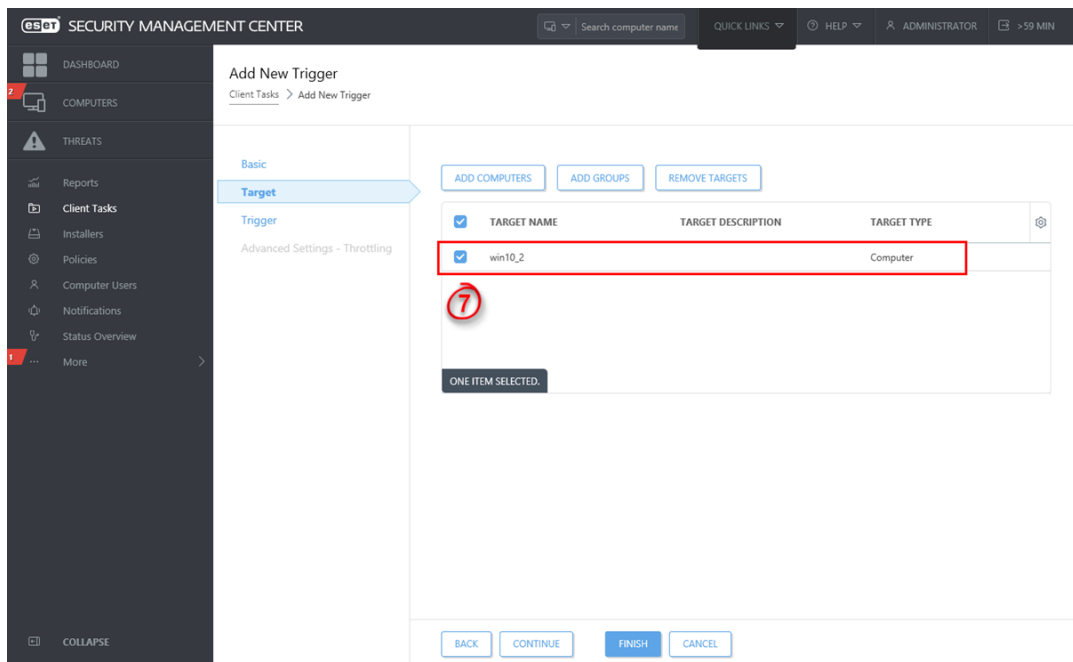 eset SECURITY MANAGEMENT CENTER
Search computer name
QUICK LINKS
HELP
ADMINISTRATOR
>59 MIN
DASHBOARD
2
COMPUTERS
THREATS
Reports
Client Tasks
Installers
Policies
Computer Users
Notifications
Status Overview
1
... More
COLLAPSE
Add New Trigger
Client Tasks > Add New Trigger
Basic
Target
Trigger
Advanced Settings - Throttling
ADD COMPUTERS ADD GROUPS REMOVE TARGETS
TARGET NAME TARGET DESCRIPTION TARGET TYPE
win10_2 Computer
7
ONE ITEM SELECTED.
BACK CONTINUE FINISH CANCEL